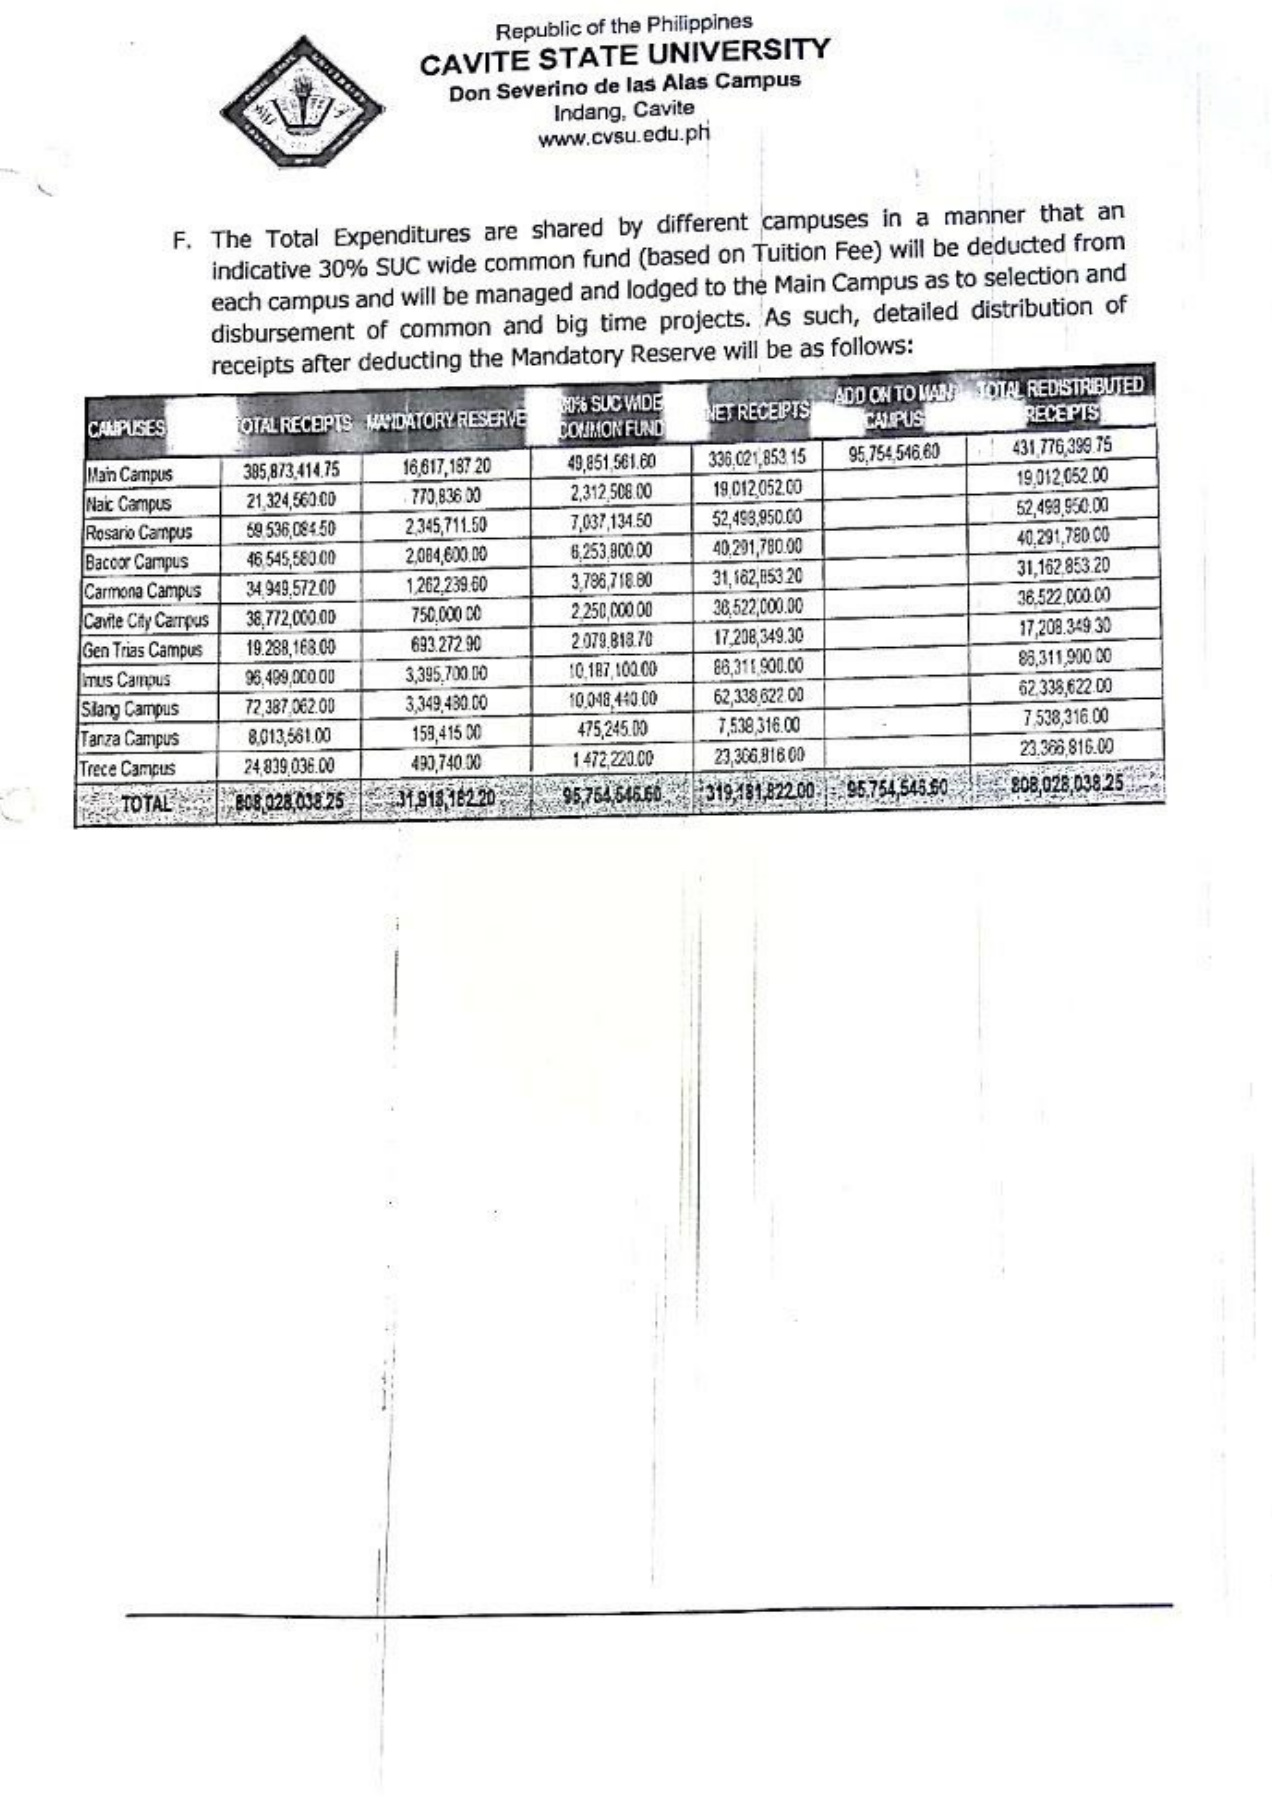 Republic of the Philippines
CAVITE STATE UNIVERSITY
Don Severino de las Alas Campus
Indang, Cavite
www.cvsu.edu.ph
F. The Total Expenditures are shared by different campuses in a manner that an
indicative 30% SUC wide common fund (based on Tuition Fee) will be deducted from
each campus and will be managed and lodged to the Main Campus as to selection and
disbursement of common and big time projects. As such, detailed distribution of
receipts after deducting the Mandatory Reserve will be as follows:
CAMPUSES TOTAL RECEIPTS MANDATORY RESERVE 30% SUC WIDE COMMON FUND NET RECEIPTS ADD ON TO MAIN CAMPUS TOTAL REDISTRIBUTED RECEIPTS
Main Campus 385,873,414.75 16,617,187.20 49,851,561.60 336,021,853.15 95,754,546.60 431,776,399.75
Naic Campus 21,324,560.00 770,836.00 2,312,508.00 19,012,052.00 19,012,052.00
Rosario Campus 59,536,084.50 2,345,711.50 7,037,134.50 52,498,950.00 52,498,950.00
Bacoor Campus 46,545,580.00 2,084,600.00 6,253,800.00 40,291,780.00 40,291,780.00
Carmona Campus 34,949,572.00 1,262,239.60 3,786,718.80 31,162,853.20 31,162,853.20
Cavite City Campus 38,772,000.00 750,000.00 2,250,000.00 36,522,000.00 36,522,000.00
Gen Trias Campus 19,288,168.00 693,272.90 2,079,818.70 17,208,349.30 17,208,349.30
Imus Campus 96,499,000.00 3,395,700.00 10,187,100.00 86,311,900.00 86,311,900.00
Silang Campus 72,387,062.00 3,349,480.00 10,048,440.00 62,338,622.00 62,338,622.00
Tanza Campus 8,013,561.00 158,415.00 475,245.00 7,538,316.00 7,538,316.00
Trece Campus 24,839,036.00 490,740.00 1,472,220.00 23,366,816.00 23,366,816.00
TOTAL 808,028,038.25 31,918,182.20 95,754,546.60 319,181,822.00 95,754,546.60 808,028,038.25